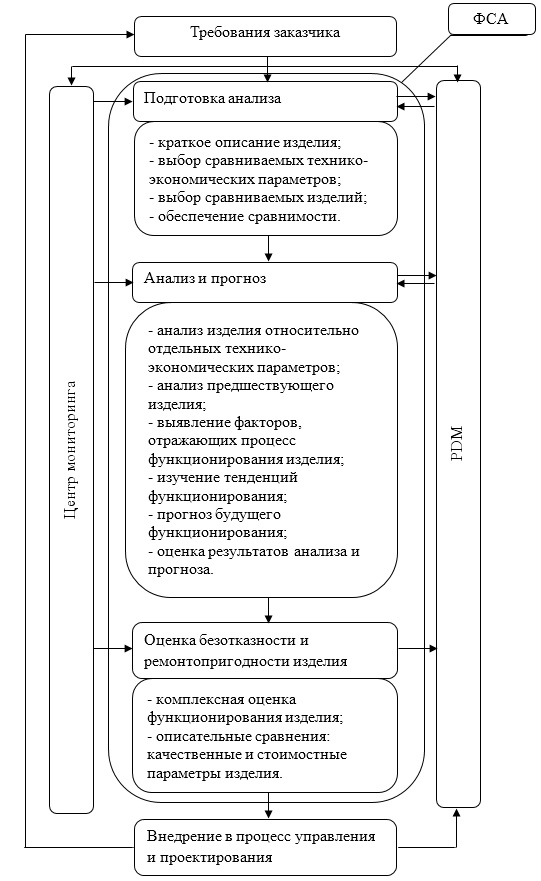 ФСА
Требования заказчика
Подготовка анализа
- краткое описание изделия;
- выбор сравниваемых технико-
экономических параметров;
- выбор сравниваемых изделий;
- обеспечение сравнимости.
Анализ и прогноз
- анализ изделия относительно
отдельных технико-
экономических параметров;
- анализ предшествующего
изделия;
- выявление факторов,
отражающих процесс
функционирования изделия;
- изучение тенденций
функционирования;
- прогноз будущего
функционирования;
- оценка результатов анализа и
прогноза.
Центр мониторинга
PDM
Оценка безотказности и
ремонтопригодности изделия
- комплексная оценка
функционирования изделия;
- описательные сравнения:
качественные и стоимостные
параметры изделия.
Внедрение в процесс управления
и проектирования